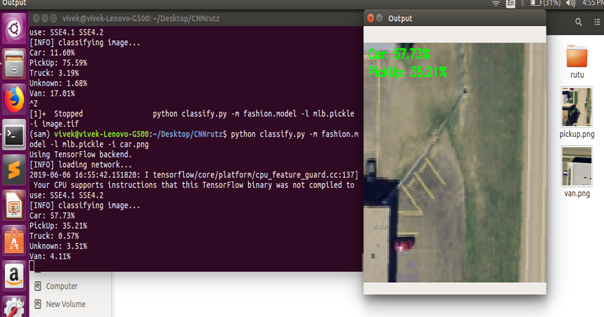 Output
En
(31%)
4:55 PM
vivek@vivek-Lenovo-G500: ~/Desktop/CNNrutz
use: SSE4.1 SSE4.2
[INFO] classifying image...
Car: 11.60%
PickUp: 75.59%
Truck: 3.19%
Unknown: 1.68%
Van: 17.01%
^Z
[1]+  Stopped                 python classify.py -m fashion.model -l mlb.pickle
-i image.tif
(sam) vivek@vivek-Lenovo-G500:~/Desktop/CNNrutz$ python classify.py -m fashion.m
odel -l mlb.pickle -i car.png
Using TensorFlow backend.
[INFO] loading network...
2019-06-06 16:55:42.151820: I tensorflow/core/platform/cpu_feature_guard.cc:137]
Your CPU supports instructions that this TensorFlow binary was not compiled to
use: SSE4.1 SSE4.2
[INFO] classifying image...
Car: 57.73%
PickUp: 35.21%
Truck: 0.57%
Unknown: 3.51%
Van: 4.11%
Computer
New Volume
Output
Car: 57.73%
PickUp: 35.21%
rutu
pickup.png
van.png